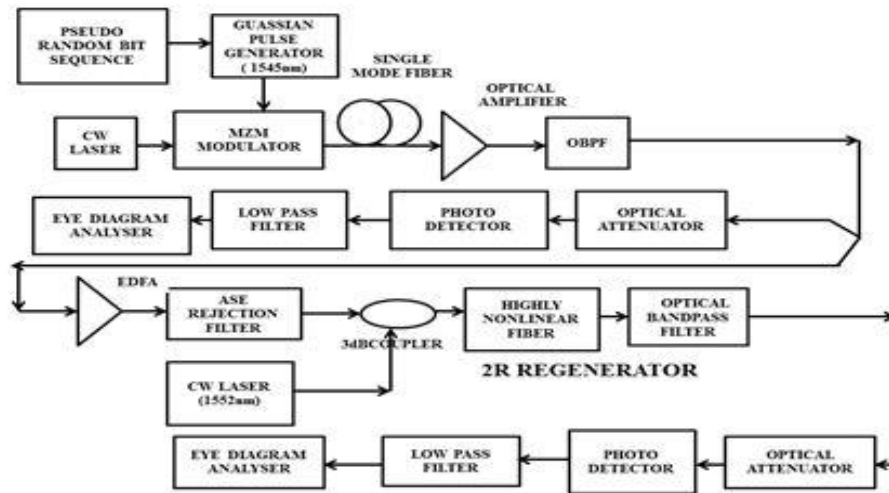 PSEUDO
RANDOM BIT
SEQUENCE
GUASSIAN
PULSE
GENERATOR
( 1545nm)
SINGLE
MODE FIBER
OPTICAL
AMPLIFIER
CW
LASER
MZM
MODULATOR
OBPF
EYE DIAGRAM
ANALYSER
LOW PASS
FILTER
PHOTO
DETECTOR
OPTICAL
ATTENUATOR
EDFA
ASE
REJECTION
FILTER
3dBCOUPLER
HIGHLY
NONLINEAR
FIBER
OPTICAL
BANDPASS
FILTER
CW LASER
(1552nm)
2R REGENERATOR
EYE DIAGRAM
ANALYSER
LOW PASS
FILTER
PHOTO
DETECTOR
OPTICAL
ATTENUATOR